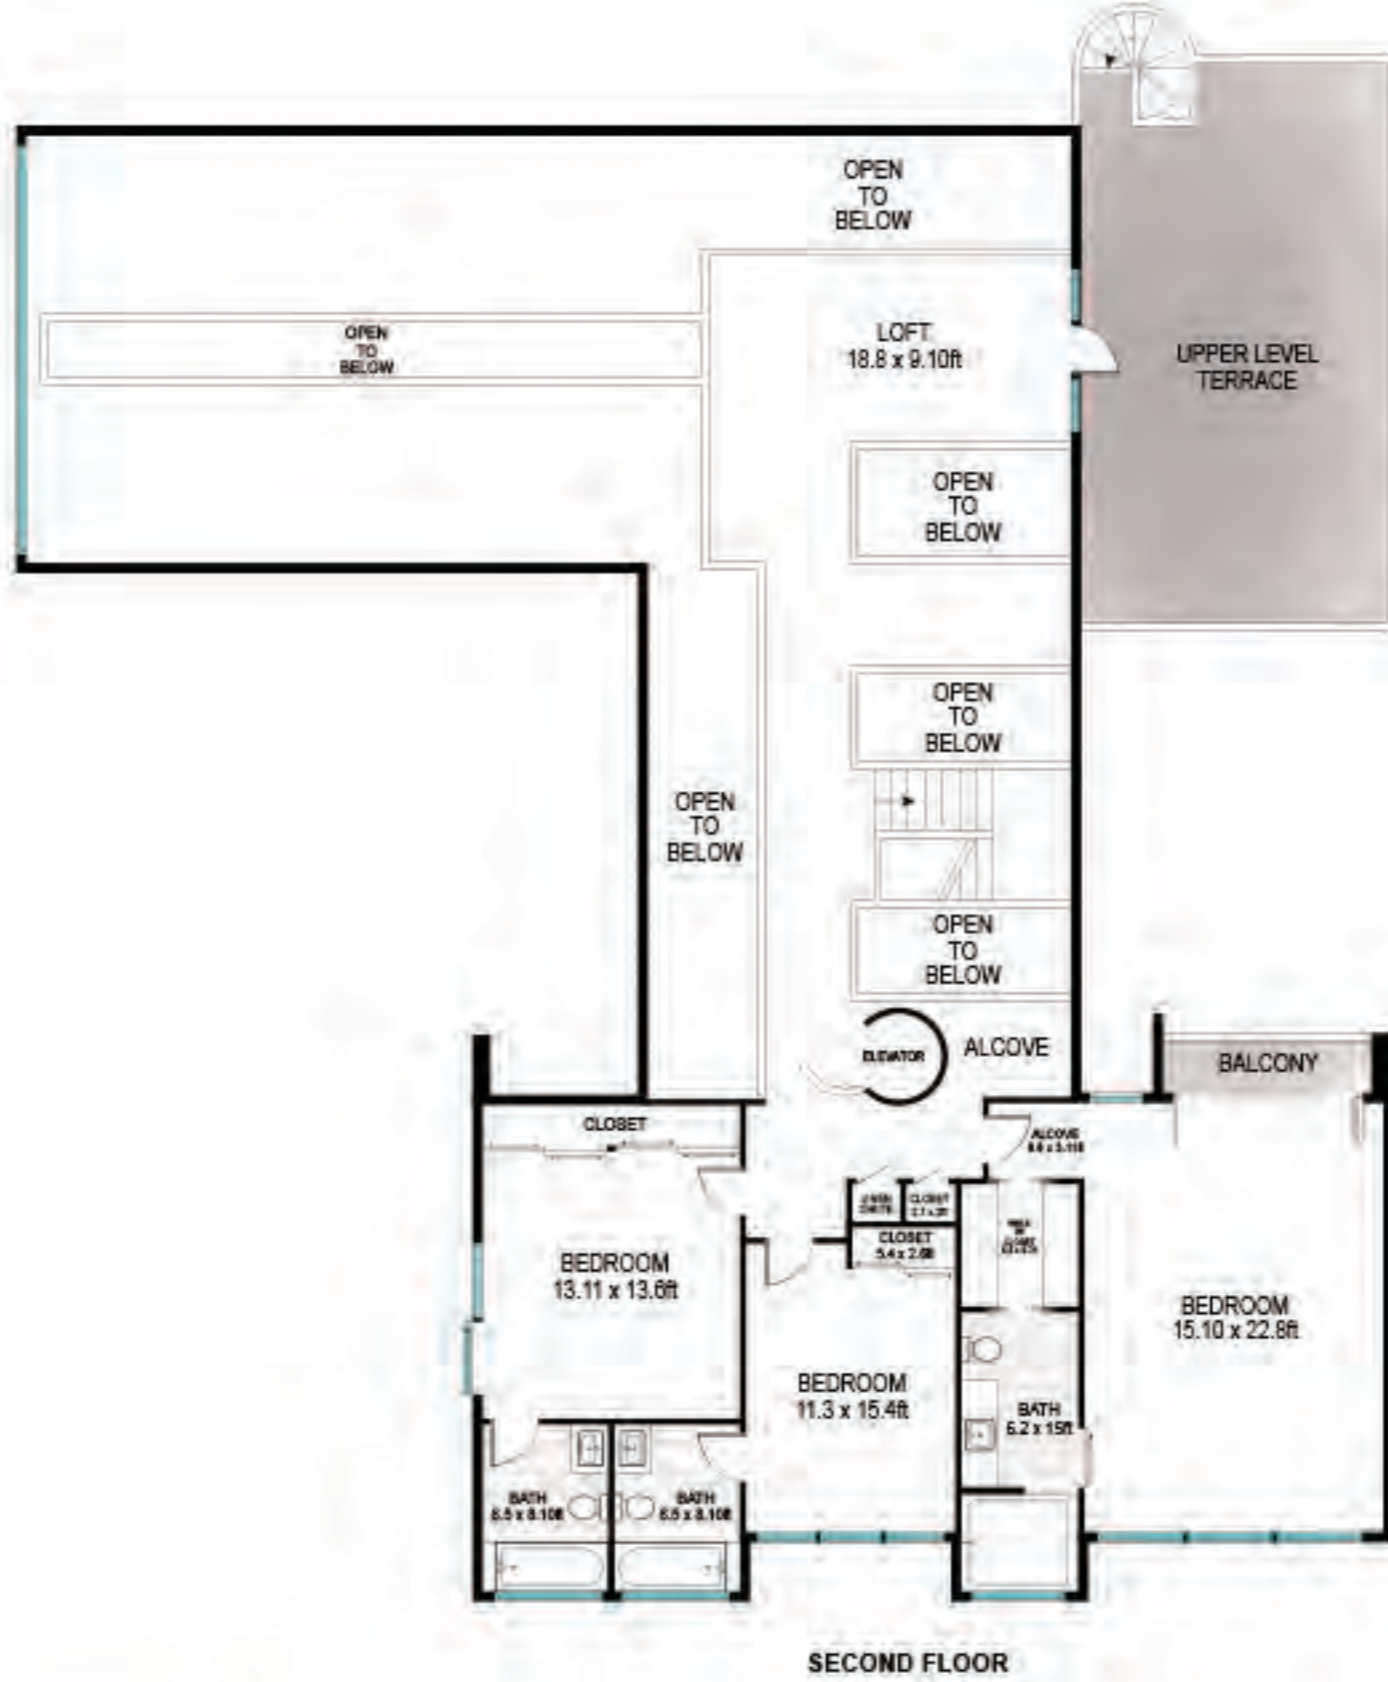 OPEN
TO
BELOW
OPEN
TO
BELOW
LOFT
18.8 x 9.10ft
UPPER LEVEL
TERRACE
OPEN
TO
BELOW
OPEN
TO
BELOW
OPEN
TO
BELOW
OPEN
TO
BELOW
ELEVATOR
ALCOVE
BALCONY
CLOSET
ALCOVE
CLOSET
CLOSET
5.4 x 2.6ft
CLOSET
BEDROOM
13.11 x 13.6ft
BEDROOM
15.10 x 22.8ft
BEDROOM
11.3 x 15.4ft
BATH
6.2 x 15ft
BATH
BATH
SECOND FLOOR